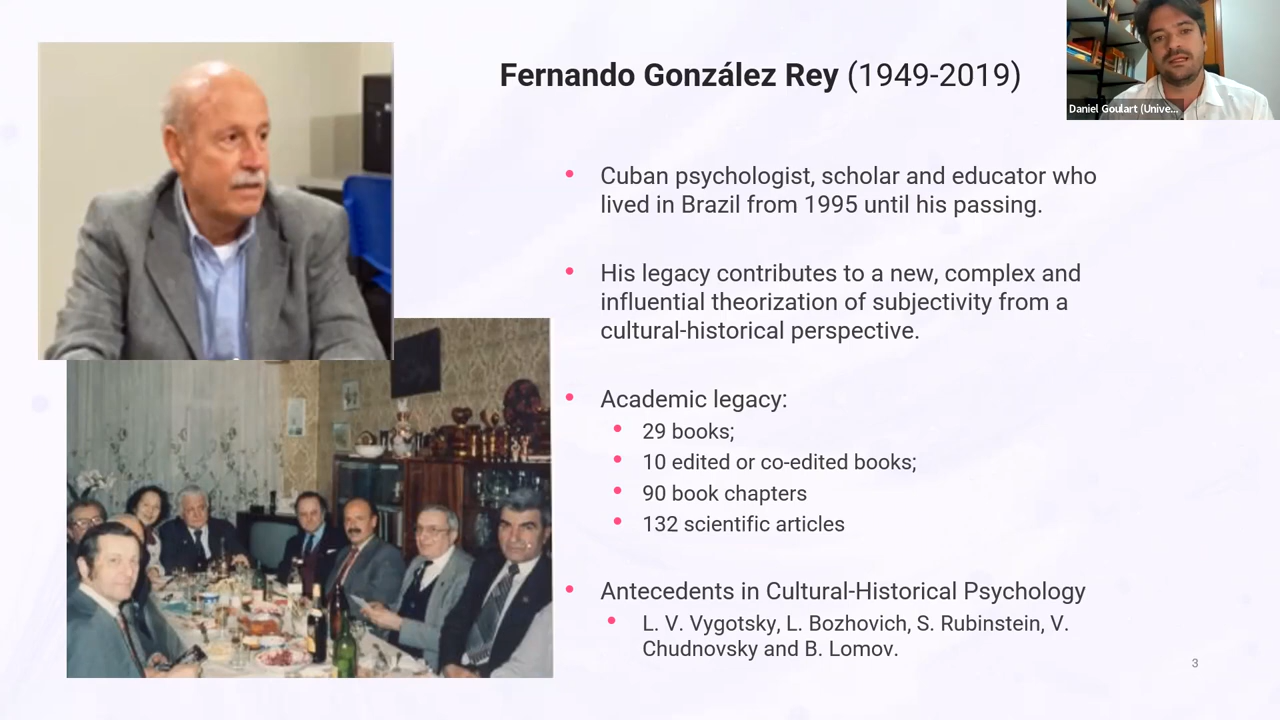 Fernando González Rey (1949-2019)
Daniel Goulart (Unive...
Cuban psychologist, scholar and educator who
lived in Brazil from 1995 until his passing.
His legacy contributes to a new, complex and
influential theorization of subjectivity from a
cultural-historical perspective.
Academic legacy:
29 books;
10 edited or co-edited books;
90 book chapters
132 scientific articles
Antecedents in Cultural-Historical Psychology
L. V. Vygotsky, L. Bozhovich, S. Rubinstein, V.
Chudnovsky and B. Lomov.
3